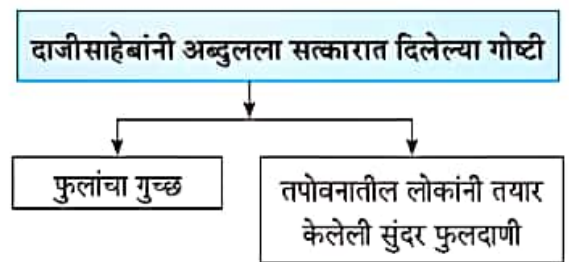 दाजीसाहेबांनी अब्दुलला सत्कारात दिलेल्या गोष्टी
फुलांचा गुच्छ
तपोवनातील लोकांनी तयार
केलेली सुंदर फुलदाणी